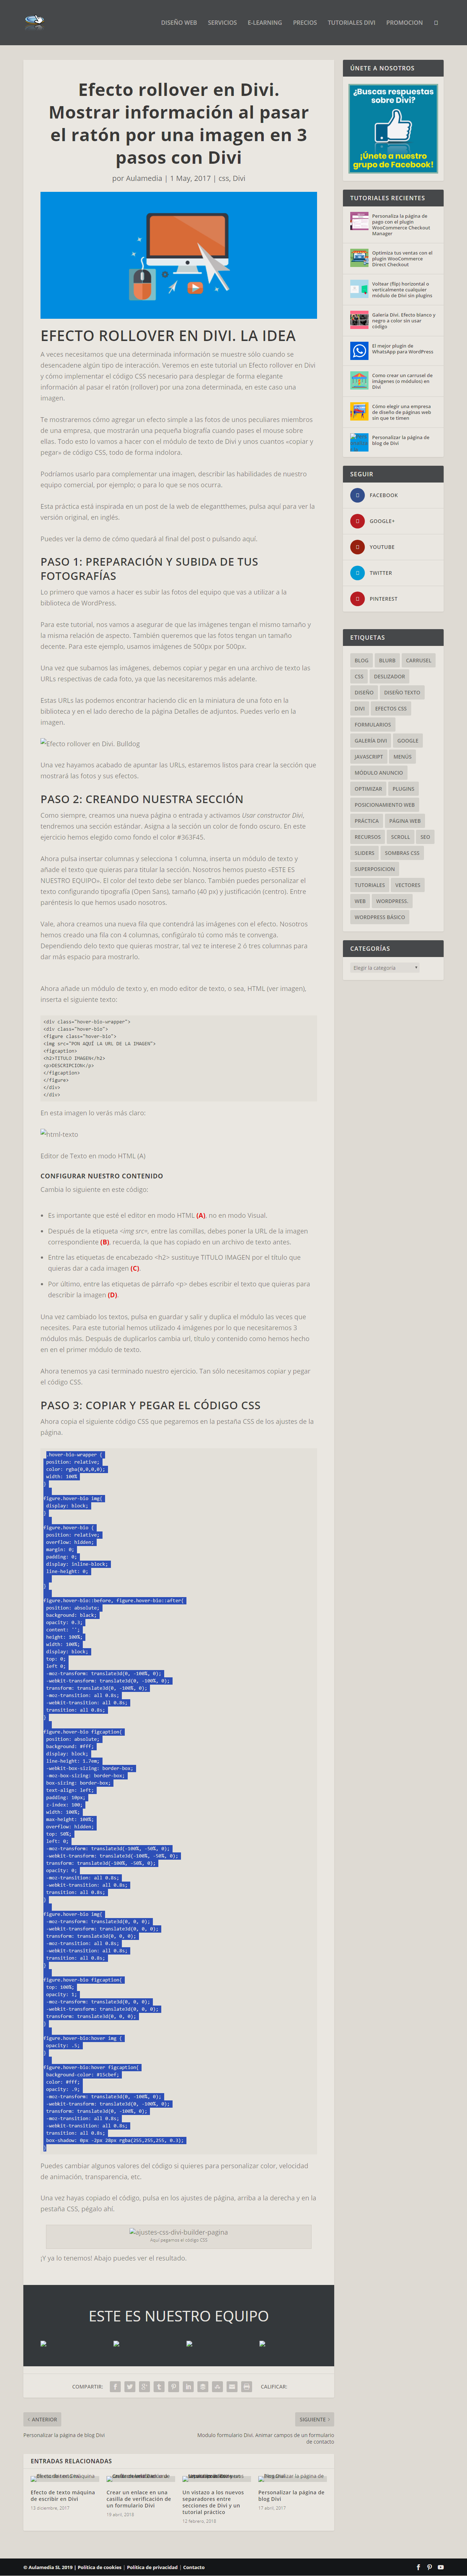 DISEÑO WEB SERVICIOS E-LEARNING PRECIOS TUTORIALES DIVI PROMOCION
Efecto rollover en Divi.
Mostrar información al pasar
el ratón por una imagen en 3
pasos con Divi
por Aulamedia | 1 May, 2017 | css, Divi
EFECTO ROLLOVER EN DIVI. LA IDEA
A veces necesitamos que una determinada información se muestre sólo cuando se
desencadene algún tipo de interacción. Veremos en este tutorial un Efecto rollover en Divi
y cómo implementar el código CSS necesario para desplegar de forma elegante
información al pasar el ratón (rollover) por una zona determinada, en este caso una
imagen.
Te mostraremos cómo agregar un efecto simple a las fotos de unos peculiares miembros
de una empresa, que mostrarán una pequeña biografía cuando pases el ratón sobre ellas.
Todo esto lo vamos a hacer con el módulo de texto de Divi y unos cuantos «copiar y
pegar» de código CSS, todo de forma indolora.
Podríamos usarlo para complementar una imagen, describir las habilidades de nuestro
equipo comercial, por ejemplo; o para lo que se nos ocurra.
Esta práctica está inspirada en un post de la web de elegantthemes, pulsa aquí para ver la
versión original, en inglés.
Puedes ver la demo de cómo quedará al final del post o pulsando aquí.
PASO 1: PREPARACIÓN Y SUBIDA DE TUS
FOTOGRAFÍAS
Lo primero que vamos a hacer es subir las fotos del equipo que vas a utilizar a la
biblioteca de WordPress.
Para este tutorial, nos vamos a asegurar de que las imágenes tengan el mismo tamaño y
la misma relación de aspecto. También queremos que las fotos tengan un tamaño
decente, Para este ejemplo, usaremos imágenes de 500px por 500px.
Una vez que subamos las imágenes, debemos copiar y pegar en una archivo de texto las
URLs respectivas de cada foto, ya que las necesitaremos más adelante.
Estas URLs las podemos encontrar haciendo clic en la miniatura de una foto en la
biblioteca y en el lado derecho de la página Detalles de adjuntos. Puedes verlo en la
imagen.
Efecto rollover en Divi. Bulldog
Una vez hayamos acabado de apuntar las URLs, estaremos listos para crear la sección que
mostrará las fotos y sus efectos.
PASO 2: CREANDO NUESTRA SECCIÓN
Como siempre, creamos una nueva página o entrada y activamos Usar constructor Divi,
tendremos una sección estándar. Asigna a la sección un color de fondo oscuro. Para este
ejemplo hemos elegido como fondo el color #363F45.
Ahora pulsa insertar columnas y selecciona 1 columna, inserta un módulo de texto y
añade lo que quieras para titular la sección. Nosotros hemos puesto «ESTE ES
NUESTRO EQUIPO». El color del texto debe ser blanco. También puedes personalizar el
texto configurando tipografía (Open Sans), tamaño (40 px) y justificación (centro). Entre
paréntesis lo que hemos usado nosotros.
Vale, ahora creamos una nueva fila que contendrá las imágenes con el efecto. Nosotros
hemos creado una fila con 4 columnas, configúralo tú como más te convenga.
Dependiendo delo texto que quieras mostrar, tal vez te interese 2 ó tres columnas para
dar más espacio para mostrarlo.
Ahora añade un módulo de texto y, en modo editor de texto, o sea, HTML (ver imagen),
inserta el siguiente texto:
<div class="hover-bio-wrapper">
<div class="hover-bio">
<figure class="hover-bio">
<img src="PON AQUÍ LA URL DE LA IMAGEN">
<figcaption>
<h2>TITULO IMAGEN</h2>
<p>DESCRIPCION</p>
</figcaption>
</figure>
</div>
</div>
En esta imagen lo verás más claro:
html-texto
Editor de Texto en modo HTML (A)
CONFIGURAR NUESTRO CONTENIDO
Cambia lo siguiente en este código:
Es importante que esté el editor en modo HTML (A), no en modo Visual.
Después de la etiqueta <img src=, entre las comillas, debes poner la URL de la imagen
correspondiente (B), recuerda, la que has copiado en un archivo de texto antes.
Entre las etiquetas de encabezado <h2> sustituye TITULO IMAGEN por el título que
quieras dar a cada imagen (C).
Por último, entre las etiquetas de párrafo <p> debes escribir el texto que quieras para
describir la imagen (D).
Una vez cambiado los textos, pulsa en guardar y salir y duplica el módulo las veces que
necesites. Para este tutorial hemos utilizado 4 imágenes por lo que necesitamos 3
módulos más. Después de duplicarlos cambia url, título y contenido como hemos hecho
en en el primer modulo de texto.
Ahora tenemos ya casi terminado nuestro ejercicio. Tan sólo necesitamos copiar y pegar
el código CSS.
PASO 3: COPIAR Y PEGAR EL CÓDIGO CSS
Ahora copia el siguiente código CSS que pegaremos en la pestaña CSS de los ajustes de la
página.
.hover-bio-wrapper {
position: relative;
color: rgba(0,0,0,0);
width: 100%
}
figure.hover-bio img{
display: block;
}
figure.hover-bio {
position: relative;
overflow: hidden;
margin: 0;
padding: 0;
display: inline-block;
line-height: 0;
}
figure.hover-bio::before, figure.hover-bio::after{
position: absolute;
background: black;
opacity: 0.3;
content: '';
height: 300%;
width: 100%;
display: block;
top: 0;
left 0;
-moz-transform: translate3d(0, -100%, 0);
-webkit-transform: translate3d(0, -100%, 0);
transform: translate3d(0, -100%, 0);
-moz-transition: all 0.8s;
-webkit-transition: all 0.8s;
transition: all 0.8s;
}
figure.hover-bio figcaption{
position: absolute;
background: #fff;
display: block;
line-height: 1.7em;
-webkit-box-sizing: border-box;
-moz-box-sizing: border-box;
box-sizing: border-box;
text-align: left;
padding: 10px;
z-index: 100;
width: 100%;
max-height: 100%;
overflow: hidden;
top: 50%;
left: 0;
-moz-transform: translate3d(-100%, -50%, 0);
-webkit-transform: translate3d(-100%, -50%, 0);
transform: translate3d(-100%, -50%, 0);
opacity: 0;
-moz-transition: all 0.8s;
-webkit-transition: all 0.8s;
transition: all 0.8s;
}
figure.hover-bio img{
-moz-transform: translate3d(0, 0, 0);
-webkit-transform: translate3d(0, 0, 0);
transform: translate3d(0, 0, 0);
-moz-transition: all 0.8s;
-webkit-transition: all 0.8s;
transition: all 0.8s;
}
figure.hover-bio figcaption{
top: 100%;
opacity: 1;
-moz-transform: translate3d(0, 0, 0);
-webkit-transform: translate3d(0, 0, 0);
transform: translate3d(0, 0, 0);
}
figure.hover-bio:hover img {
opacity: .5;
}
figure.hover-bio:hover figcaption{
background-color: #15cbef;
color: #fff;
opacity: .9;
-moz-transform: translate3d(0, -100%, 0);
-webkit-transform: translate3d(0, -100%, 0);
transform: translate3d(0, -100%, 0);
-moz-transition: all 0.8s;
-webkit-transition: all 0.8s;
transition: all 0.8s;
box-shadow: 0px -2px 20px rgba(255,255,255, 0.3);
}
Puedes cambiar algunos valores del código si quieres para personalizar color, velocidad
de animación, transparencia, etc.
Una vez hayas copiado el código, pulsa en los ajustes de página, arriba a la derecha y en la
pestaña CSS, pégalo ahí.
ajustes-css-divi-builder-pagina
Aquí pegamos el código CSS.
¡Y ya lo tenemos! Abajo puedes ver el resultado.
ESTE ES NUESTRO EQUIPO
COMPARTIR: CALIFICAR:
ANTERIOR
SIGUIENTE
Personalizar la página de blog Divi
Modulo formulario Divi. Animar campos de un formulario
de contacto
ENTRADAS RELACIONADAS
Efecto de texto máquina
de escribir en Divi
13 diciembre, 2017
Crear un enlace en una
casilla de verificación de
un formulario Divi
19 abril, 2018
Un vistazo a los nuevos
separadores entre
secciones de Divi y un
tutorial práctico
12 febrero, 2018
Personalizar la página de
blog Divi
17 abril, 2017
ÚNETE A NOSOTROS
¿Buscas respuestas
sobre Divi?
¡Únete a nuestro
grupo de Facebook!
TUTORIALES RECIENTES
Personaliza la página de
pago con el plugin
WooCommerce Checkout
Manager
Optimiza tus ventas con el
plugin WooCommerce
Direct Checkout
Voltear (flip) horizontal o
verticalmente cualquier
módulo de Divi sin plugins
Galería Divi. Efecto blanco y
negro a color sin usar
código
El mejor plugin de
WhatsApp para WordPress
Como crear un carrusel de
imágenes (o módulos) en
Divi
Cómo elegir una empresa
de diseño de páginas web
sin que te timen
Personalizar la página de
blog de Divi
SEGUIR
FACEBOOK
GOOGLE+
YOUTUBE
TWITTER
PINTEREST
ETIQUETAS
BLOG BLURB CARRUSEL
CSS DESLIZADOR
DISEÑO DISEÑO TEXTO
DIVI EFECTOS CSS
FORMULARIOS
GALERÍA DIVI GOOGLE
JAVASCRIPT MENÚS
MÓDULO ANUNCIO
OPTIMIZAR PLUGINS
POSICIONAMIENTO WEB
PRÁCTICA PÁGINA WEB
RECURSOS SCROLL SEO
SLIDERS SOMBRAS CSS
SUPERPOSICION
TUTORIALES VECTORES
WEB WORDPRESS.
WORDPRESS BÁSICO
CATEGORÍAS
Elegir la categoría
© Aulamedia SL 2019 | Política de cookies | Política de privacidad | Contacto